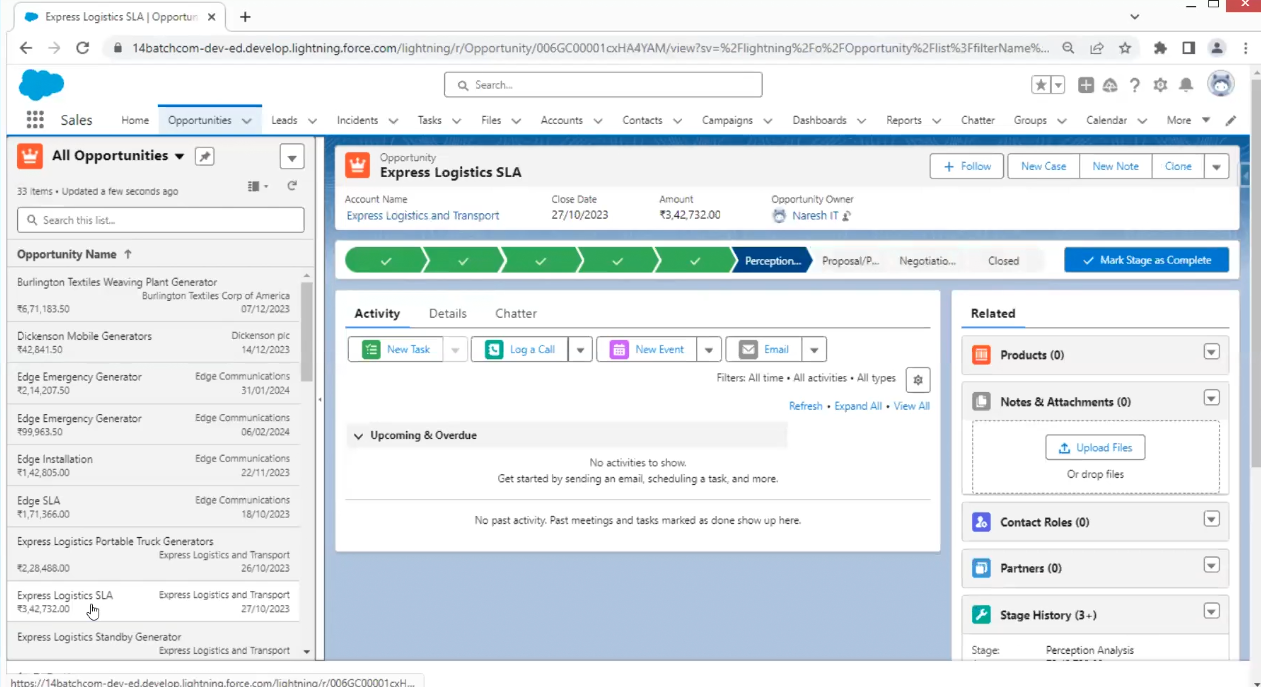 Express Logistics SLA | Opportun
14batchcom-dev-ed.develop.lightning.force.com/lightning/r/Opportunity/006GC00001cxHA4YAM/view?sv=%2Flightning%2Fo%2FOpportunity%2Flist%3FfilterName%...
Search...
Sales Home Opportunities Leads Incidents Tasks Files Accounts Contacts Campaigns Dashboards Reports Chatter Groups Calendar More
All Opportunities
33 items • Updated a few seconds ago
Search this list...
Opportunity Name
Burlington Textiles Weaving Plant Generator
Burlington Textiles Corp of America
₹6,71,183.50 07/12/2023
Dickenson Mobile Generators Dickenson plc
₹42,841.50 14/12/2023
Edge Emergency Generator Edge Communications
₹2,14,207.50 31/01/2024
Edge Emergency Generator Edge Communications
₹99,963.50 06/02/2024
Edge Installation Edge Communications
₹1,42,805.00 22/11/2023
Edge SLA Edge Communications
₹1,71,366.00 18/10/2023
Express Logistics Portable Truck Generators
Express Logistics and Transport
₹2,28,488.00 26/10/2023
Express Logistics SLA Express Logistics and Transport
₹3,42,732.00 27/10/2023
Express Logistics Standby Generator
Express Logistics and Transport
Opportunity
Express Logistics SLA
+ Follow New Case New Note Clone
Account Name Close Date Amount Opportunity Owner
Express Logistics and Transport 27/10/2023 ₹3,42,732.00 Naresh IT
Perception... Proposal/P... Negotiatio... Closed Mark Stage as Complete
Activity Details Chatter
New Task Log a Call New Event Email
Filters: All time • All activities • All types
Refresh • Expand All • View All
Upcoming & Overdue
No activities to show.
Get started by sending an email, scheduling a task, and more.
No past activity. Past meetings and tasks marked as done show up here.
Related
Products (0)
Notes & Attachments (0)
Upload Files
Or drop files
Contact Roles (0)
Partners (0)
Stage History (3+)
Stage: Perception Analysis
https://14batchcom-dev-ed.develop.lightning.force.com/lightning/r/006GC00001cxH...